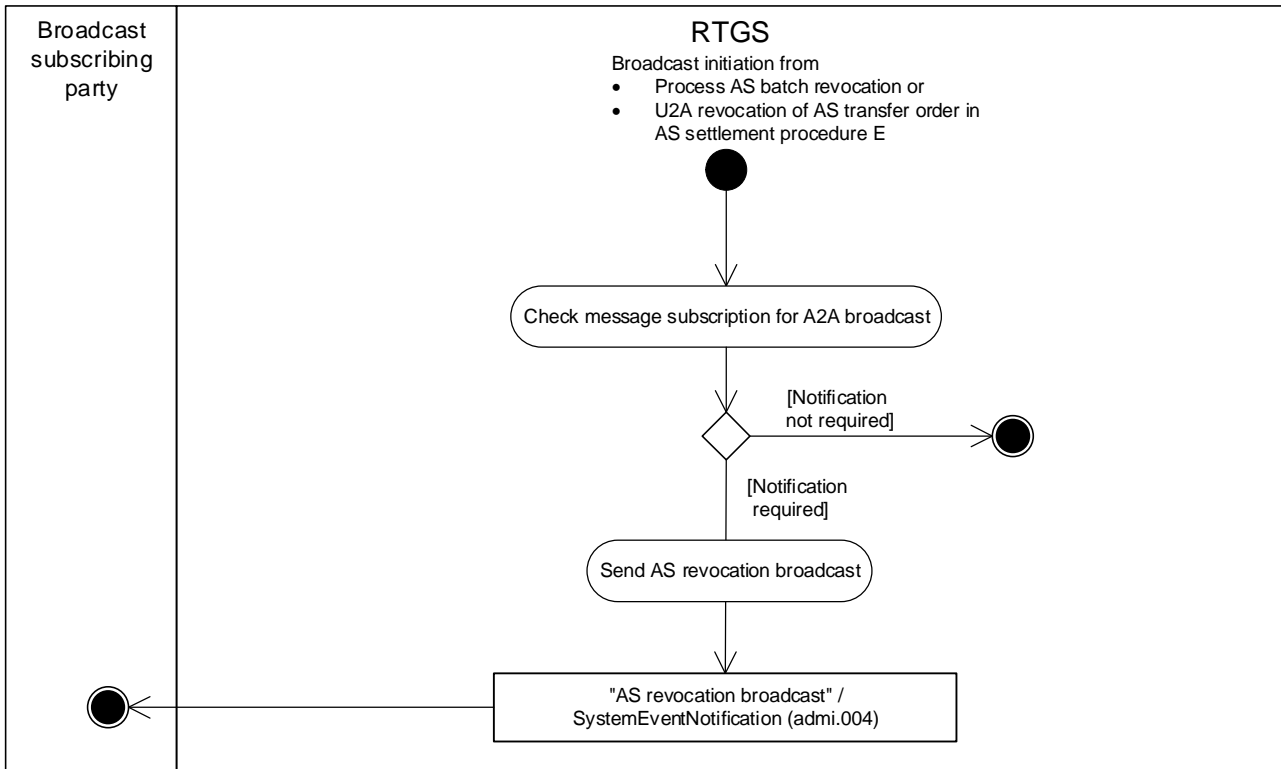 Broadcast
subscribing
party
RTGS
Broadcast initiation from
• Process AS batch revocation or
• U2A revocation of AS transfer order in
AS settlement procedure E
Check message subscription for A2A broadcast
[Notification
not required]
[Notification
required]
Send AS revocation broadcast
"AS revocation broadcast" /
SystemEventNotification (admi.004)